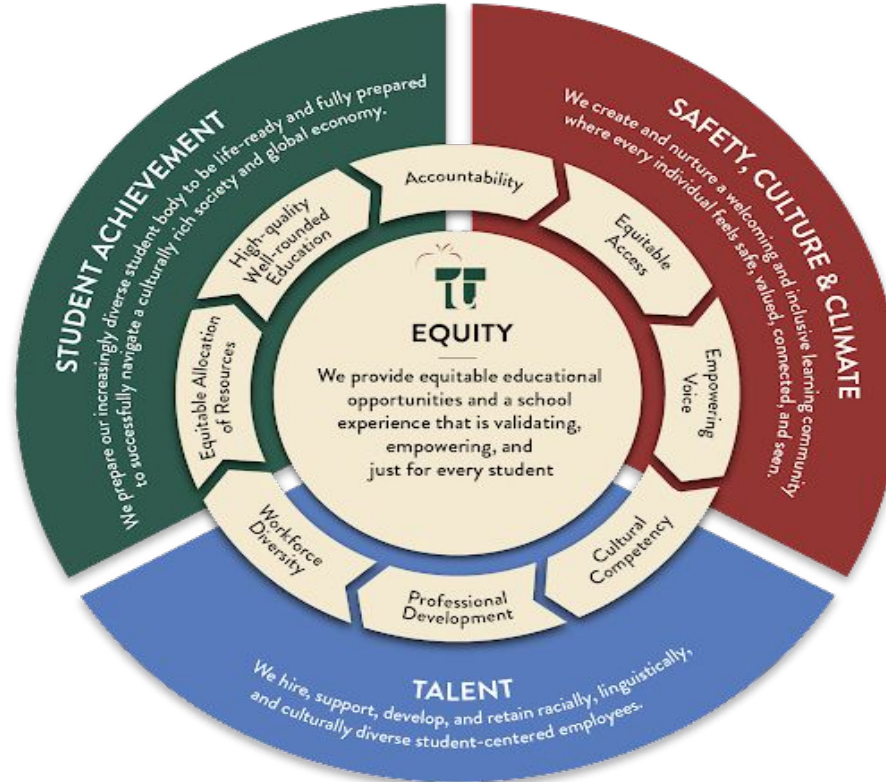 STUDENT ACHIEVEMENT
We prepare our increasingly diverse student body to be life-ready and fully prepared
to successfully navigate a culturally rich society and global economy.
SAFETY, CULTURE & CLIMATE
We create and nurture a welcoming and inclusive learning community
where every individual feels safe, valued, connected, and seen.
Accountability
Equitable
Access
Empowering
Voice
Cultural
Competency
Professional
Development
Workforce
Diversity
Equitable Allocation
of Resources
High-quality
Well-rounded
Education
TU
EQUITY
We provide equitable educational
opportunities and a school
experience that is validating,
empowering, and
just for every student
TALENT
We hire, support, develop, and retain racially, linguistically,
and culturally diverse student-centered employees.